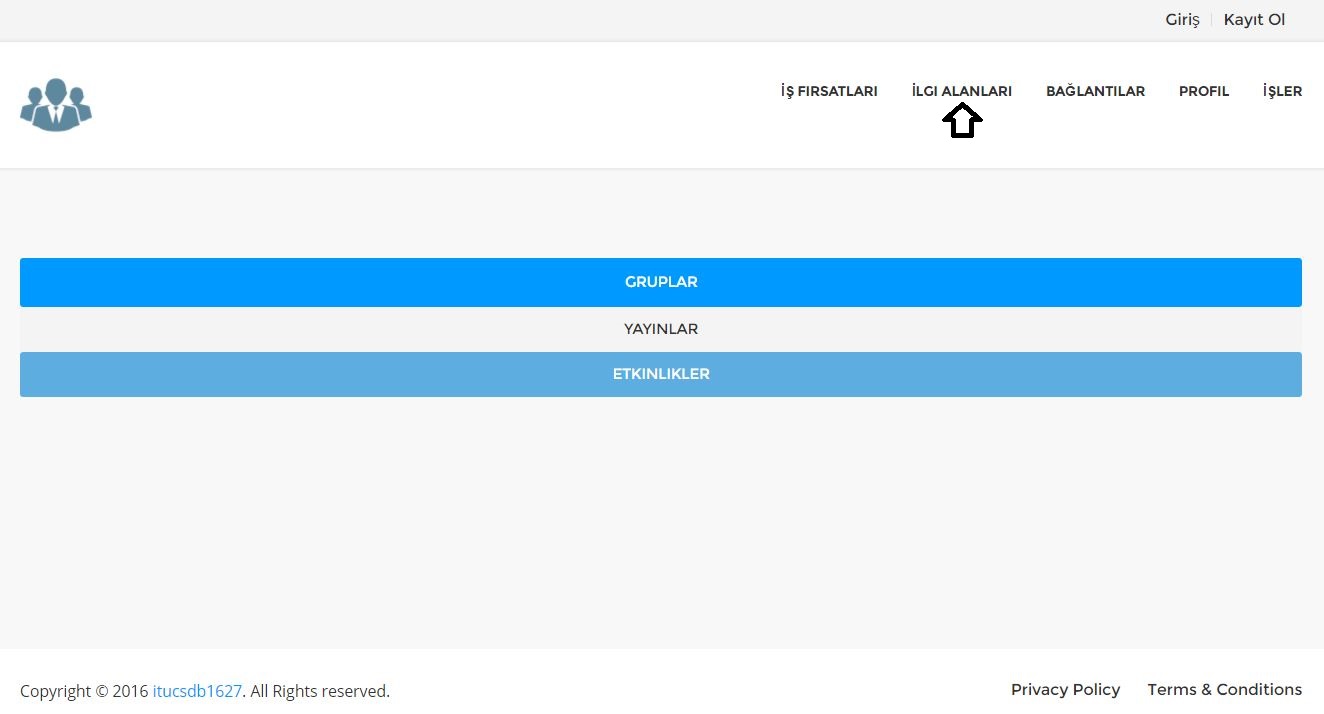 Giriş Kayıt Ol
İŞ FIRSATLARI İLGI ALANLARI BAĞLANTILAR PROFIL İŞLER
GRUPLAR
YAYINLAR
ETKINLIKLER
Copyright © 2016 itucsdb1627. All Rights reserved. Privacy Policy Terms & Conditions